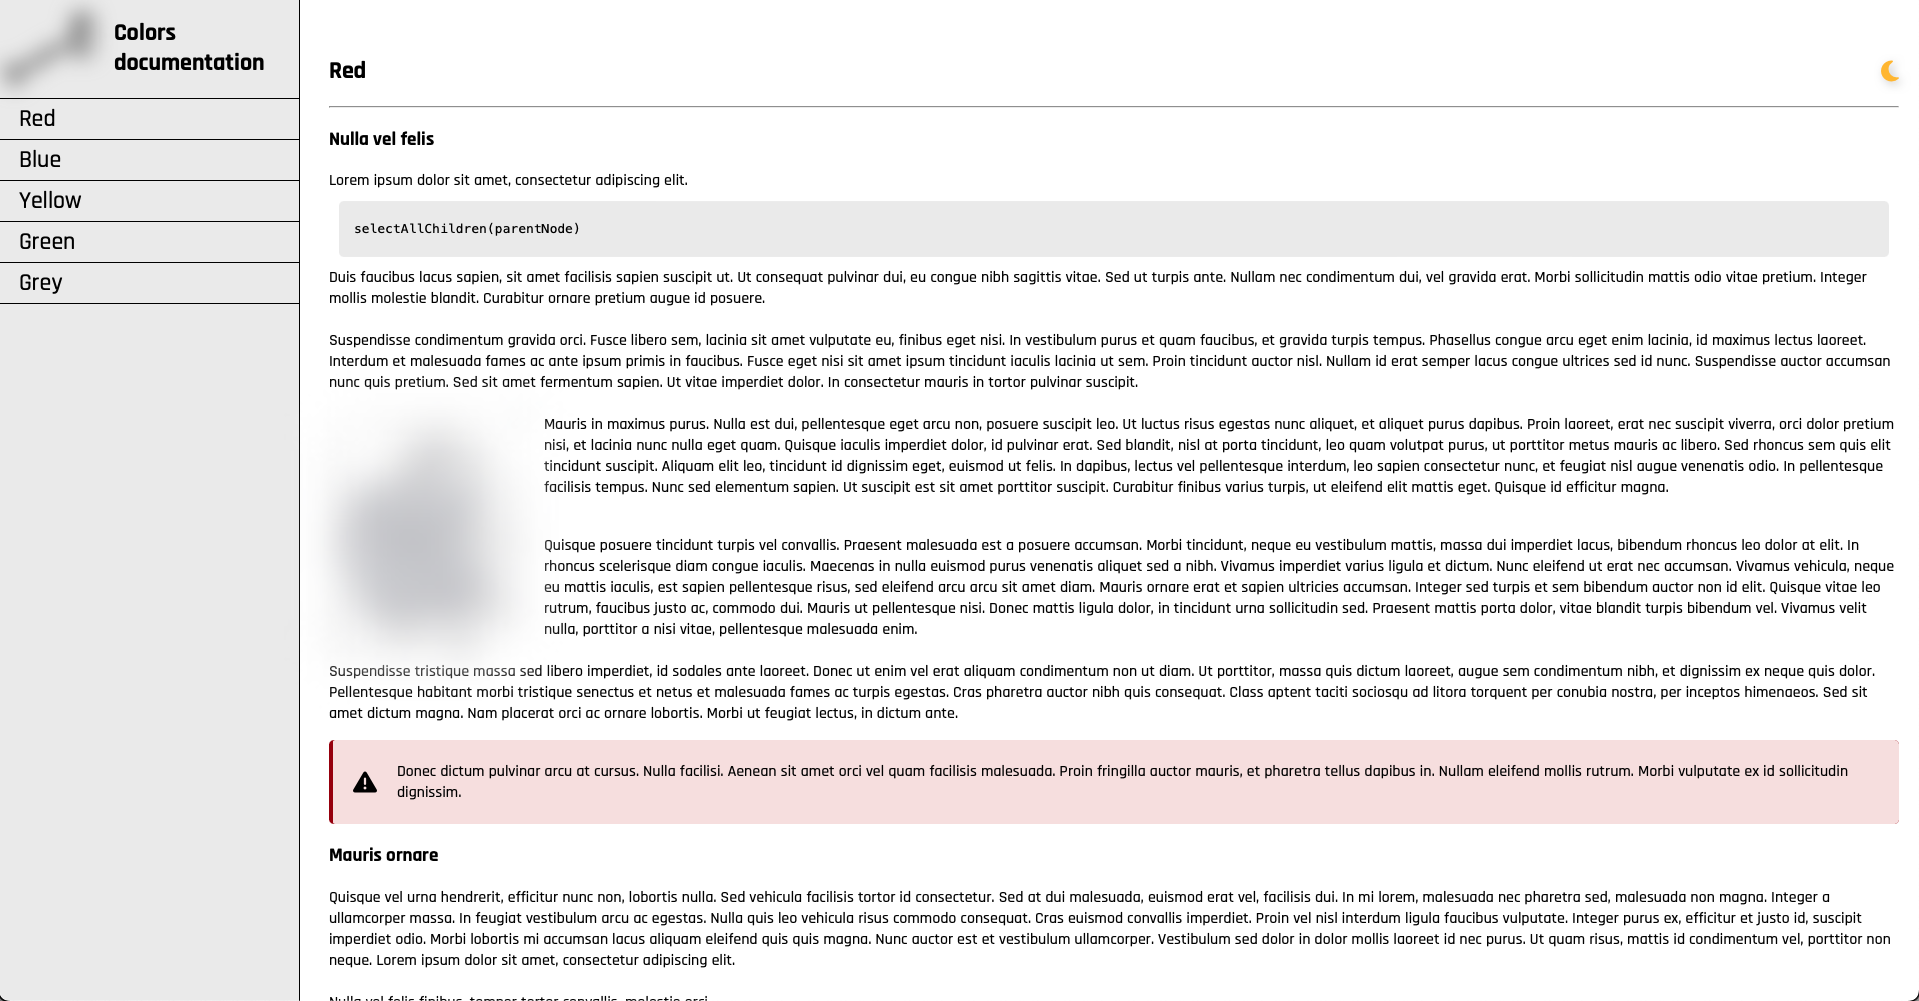 Colors
documentation
Red
Blue
Yellow
Green
Grey
Red
Nulla vel felis
Lorem ipsum dolor sit amet, consectetur adipiscing elit.
selectAllChildren(parentNode)
Duis faucibus lacus sapien, sit amet facilisis sapien suscipit ut. Ut consequat pulvinar dui, eu congue nibh sagittis vitae. Sed ut turpis ante. Nullam nec condimentum dui, vel gravida erat. Morbi sollicitudin mattis odio vitae pretium. Integer
mollis molestie blandit. Curabitur ornare pretium augue id posuere.
Suspendisse condimentum gravida orci. Fusce libero sem, lacinia sit amet vulputate eu, finibus eget nisi. In vestibulum purus et quam faucibus, et gravida turpis tempus. Phasellus congue arcu eget enim lacinia, id maximus lectus laoreet.
Interdum et malesuada fames ac ante ipsum primis in faucibus. Fusce eget nisi sit amet ipsum tincidunt iaculis lacinia ut sem. Proin tincidunt auctor nisl. Nullam id erat semper lacus congue ultrices sed id nunc. Suspendisse auctor accumsan
nunc quis pretium. Sed sit amet fermentum sapien. Ut vitae imperdiet dolor. In consectetur mauris in tortor pulvinar suscipit.
Mauris in maximus purus. Nulla est dui, pellentesque eget arcu non, posuere suscipit leo. Ut luctus risus egestas nunc aliquet, et aliquet purus dapibus. Proin laoreet, erat nec suscipit viverra, orci dolor pretium
nisi, et lacinia nunc nulla eget quam. Quisque iaculis imperdiet dolor, id pulvinar erat. Sed blandit, nisl at porta tincidunt, leo quam volutpat purus, ut porttitor metus mauris ac libero. Sed rhoncus sem quis elit
tincidunt suscipit. Aliquam elit leo, tincidunt id dignissim eget, euismod ut felis. In dapibus, lectus vel pellentesque interdum, leo sapien consectetur nunc, et feugiat nisl augue venenatis odio. In pellentesque
facilisis tempus. Nunc sed elementum sapien. Ut suscipit est sit amet porttitor suscipit. Curabitur finibus varius turpis, ut eleifend elit mattis eget. Quisque id efficitur magna.
Quisque posuere tincidunt turpis vel convallis. Praesent malesuada est a posuere accumsan. Morbi tincidunt, neque eu vestibulum mattis, massa dui imperdiet lacus, bibendum rhoncus leo dolor at elit. In
rhoncus scelerisque diam congue iaculis. Maecenas in nulla euismod purus venenatis aliquet sed a nibh. Vivamus imperdiet varius ligula et dictum. Nunc eleifend ut erat nec accumsan. Vivamus vehicula, neque
eu mattis iaculis, est sapien pellentesque risus, sed eleifend arcu arcu sit amet diam. Mauris ornare erat et sapien ultricies accumsan. Integer sed turpis et sem bibendum auctor non id elit. Quisque vitae leo
rutrum, faucibus justo ac, commodo dui. Mauris ut pellentesque nisi. Donec mattis ligula dolor, in tincidunt urna sollicitudin sed. Praesent mattis porta dolor, vitae blandit turpis bibendum vel. Vivamus velit
nulla, porttitor a nisi vitae, pellentesque malesuada enim.
Suspendisse tristique massa sed libero imperdiet, id sodales ante laoreet. Donec ut enim vel erat aliquam condimentum non ut diam. Ut porttitor, massa quis dictum laoreet, augue sem condimentum nibh, et dignissim ex neque quis dolor.
Pellentesque habitant morbi tristique senectus et netus et malesuada fames ac turpis egestas. Cras pharetra auctor nibh quis consequat. Class aptent taciti sociosqu ad litora torquent per conubia nostra, per inceptos himenaeos. Sed sit
amet dictum magna. Nam placerat orci ac ornare lobortis. Morbi ut feugiat lectus, in dictum ante.
Donec dictum pulvinar arcu at cursus. Nulla facilisi. Aenean sit amet orci vel quam facilisis malesuada. Proin fringilla auctor mauris, et pharetra tellus dapibus in. Nullam eleifend mollis rutrum. Morbi vulputate ex id sollicitudin
dignissim.
Mauris ornare
Quisque vel urna hendrerit, efficitur nunc non, lobortis nulla. Sed vehicula facilisis tortor id consectetur. Sed at dui malesuada, euismod erat vel, facilisis dui. In mi lorem, malesuada nec pharetra sed, malesuada non magna. Integer a
ullamcorper massa. In feugiat vestibulum arcu ac egestas. Nulla quis leo vehicula risus commodo consequat. Cras euismod convallis imperdiet. Proin vel nisl interdum ligula faucibus vulputate. Integer purus ex, efficitur et justo id, suscipit
imperdiet odio. Morbi lobortis mi accumsan lacus aliquam eleifend quis quis magna. Nunc auctor est et vestibulum ullamcorper. Vestibulum sed dolor in dolor mollis laoreet id nec purus. Ut quam risus, mattis id condimentum vel, porttitor non
neque. Lorem ipsum dolor sit amet, consectetur adipiscing elit.
Nulla vel felis finibus, tempor tortor convallis, molestie orci.